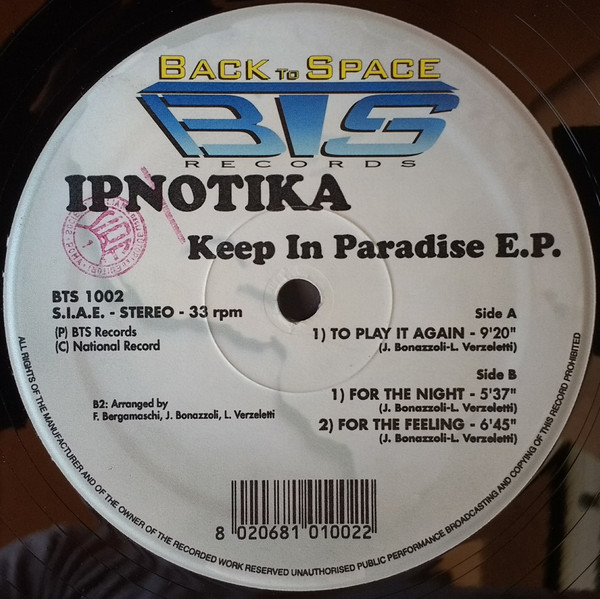 BACK TO SPACE
BTS
RECORDS
IPNOTIKA
Keep In Paradise E.P.
BTS 1002
S.I.A.E. - STEREO - 33 rpm
(P) BTS Records
(C) National Record
B2: Arranged by
F. Bergamaschi, J. Bonazzoli, L. Verzeletti
Side A
1) TO PLAY IT AGAIN - 9'20"
(J. Bonazzoli-L. Verzeletti)
Side B
1) FOR THE NIGHT - 5'37"
(J. Bonazzoli-L. Verzeletti)
2) FOR THE FEELING - 6'45"
(J. Bonazzoli-L. Verzeletti)
8 020681 010022
ALL RIGHTS OF THE MANUFACTURER AND OF THE OWNER OF THE RECORDED WORK RESERVED UNAUTHORISED PUBLIC PERFORMANCE BROADCASTING AND COPYING OF THIS RECORD PROHIBITED